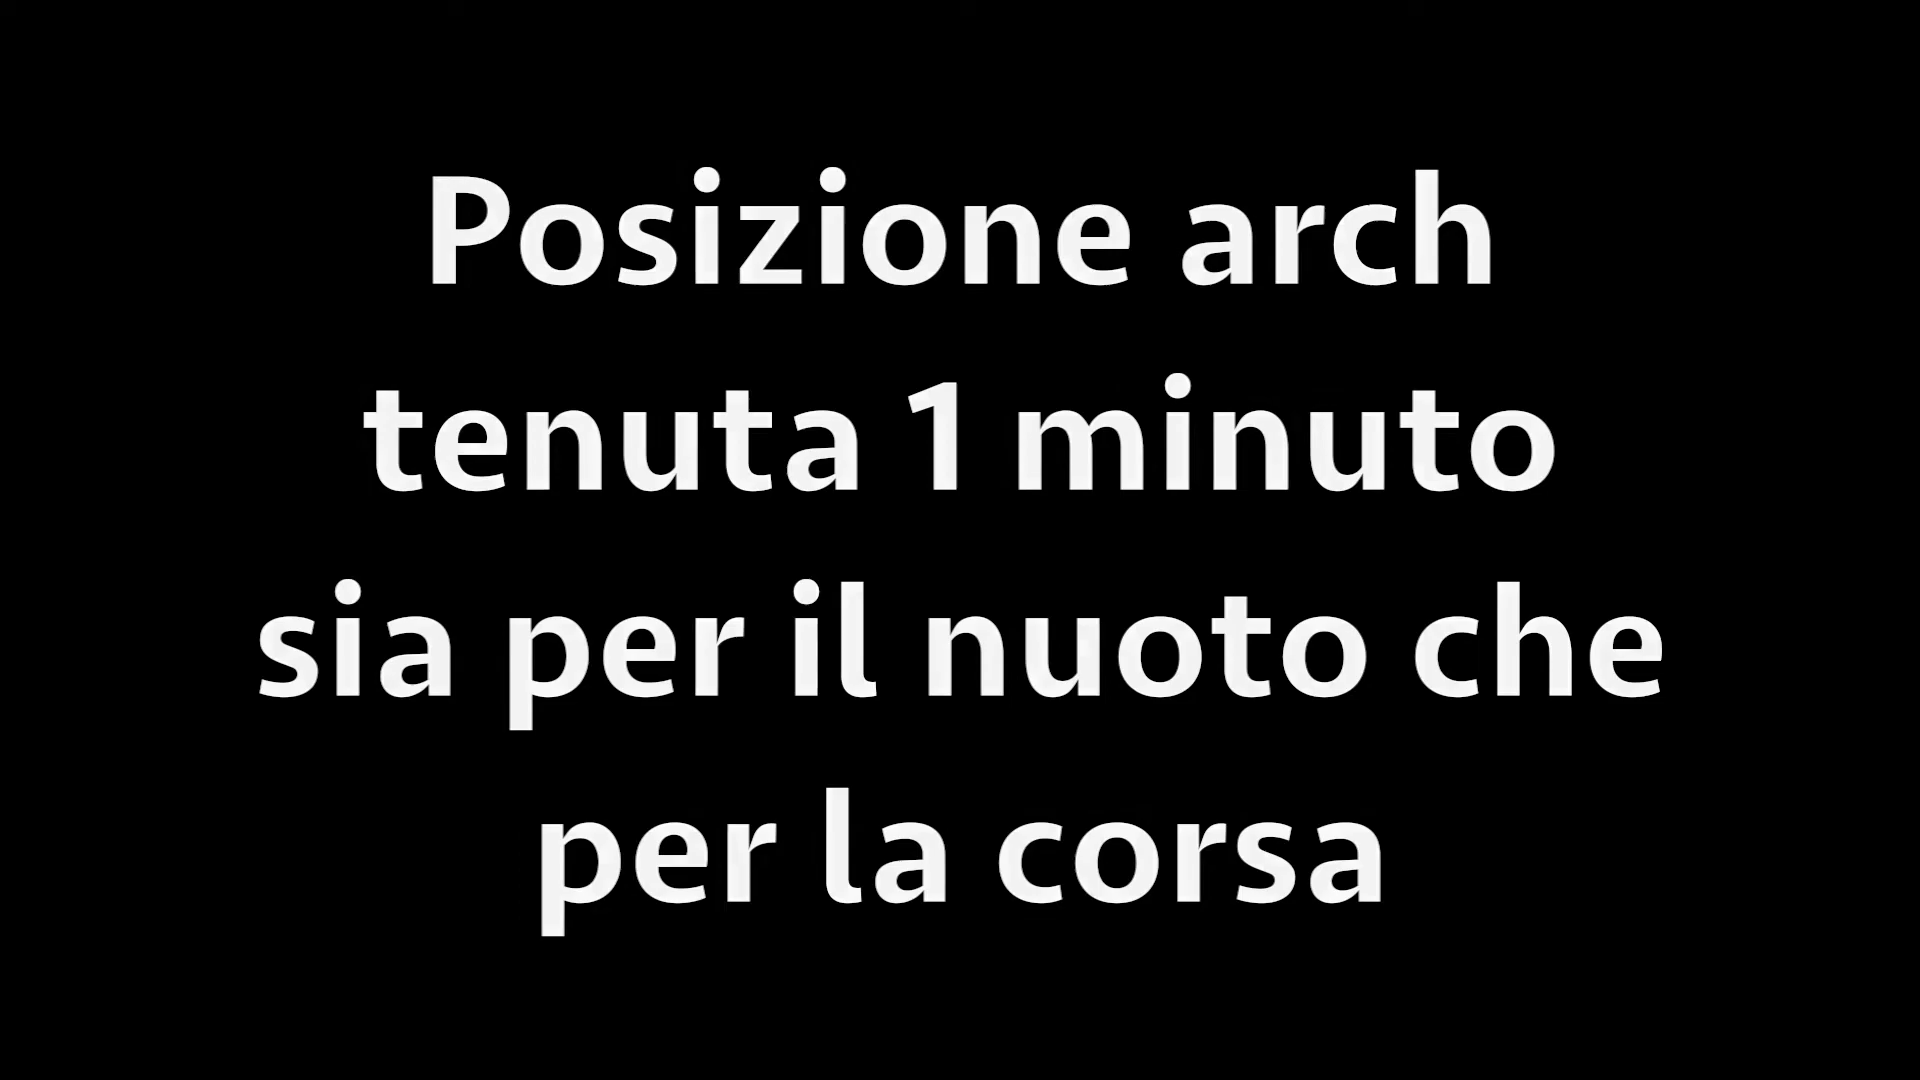 Posizione arch
tenuta 1 minuto
sia per il nuoto che
per la corsa